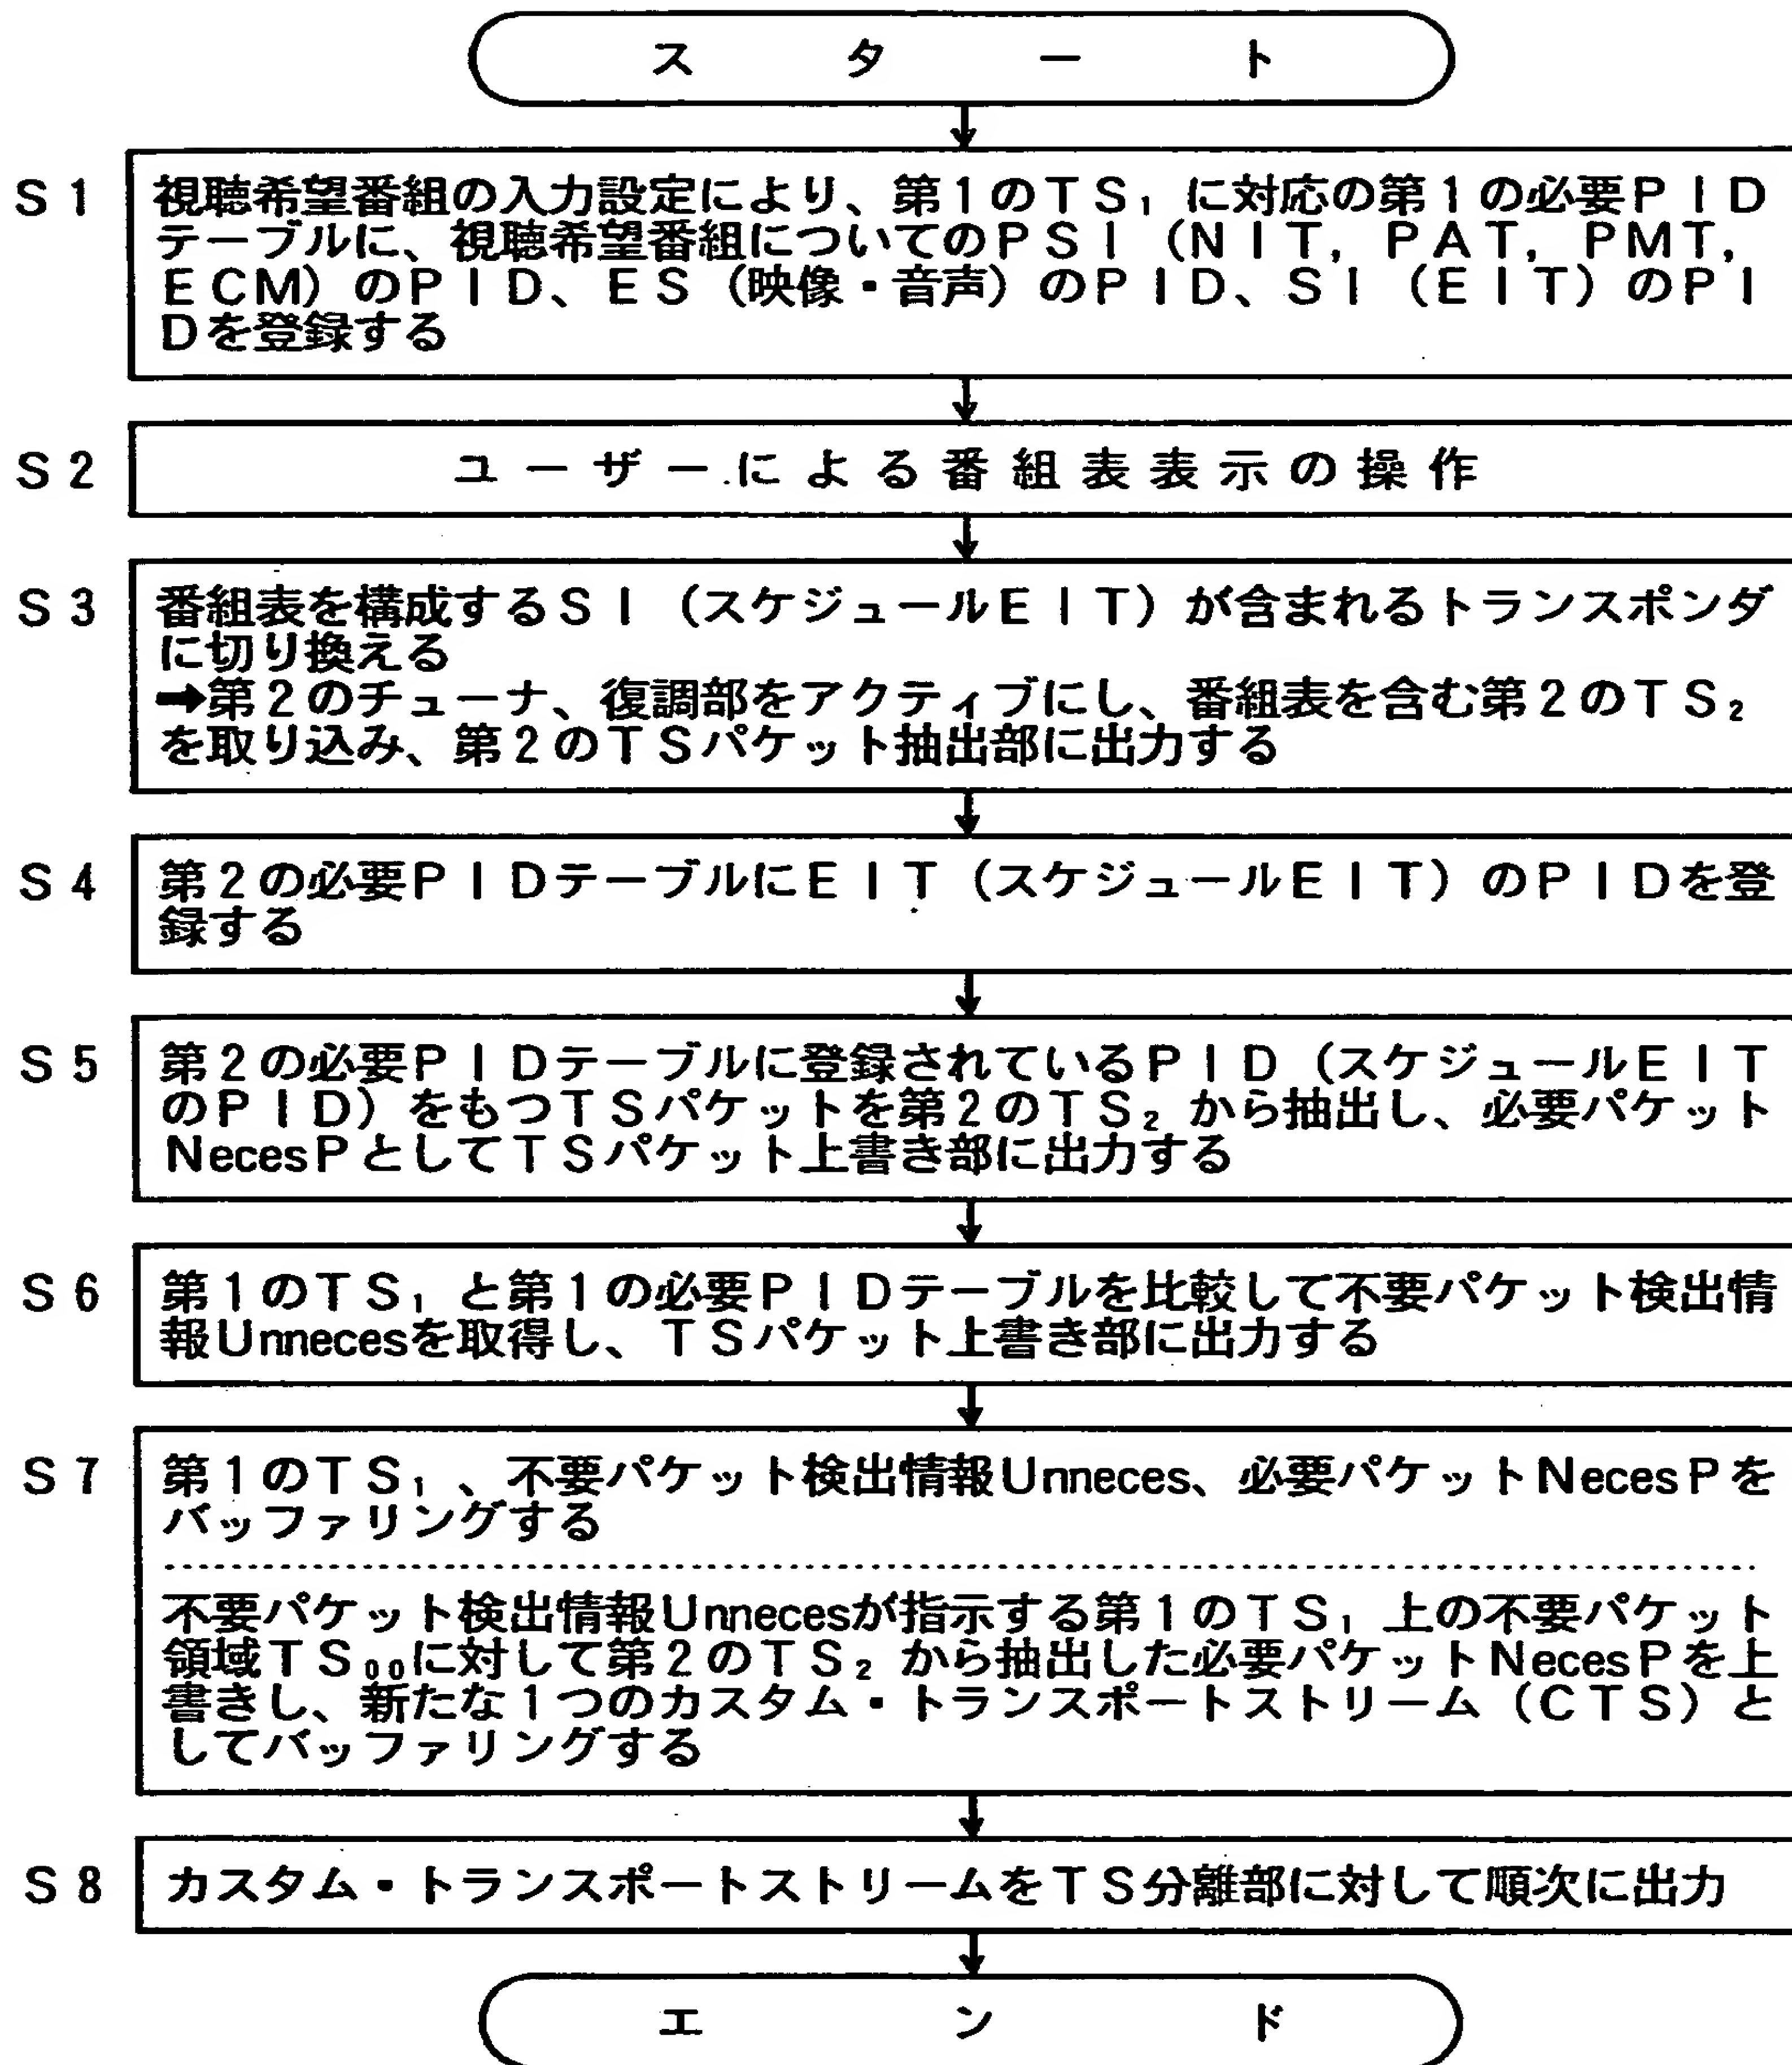 スタート
S1
視聴希望番組の入力設定により、第1のTS₁に対応の第1の必要PID
テーブルに、視聴希望番組についてのPSI(NIT, PAT, PMT,
ECM)のPID、ES(映像・音声)のPID、SI(EIT)のPI
Dを登録する
S2
ユーザーによる番組表表示の操作
S3
番組表を構成するSI(スケジュールEIT)が含まれるトランスポンダ
に切り換える
➡第2のチューナ、復調部をアクティブにし、番組表を含む第2のTS₂
を取り込み、第2のTSパケット抽出部に出力する
S4
第2の必要PIDテーブルにEIT(スケジュールEIT)のPIDを登
録する
S5
第2の必要PIDテーブルに登録されているPID(スケジュールEIT
のPID)をもつTSパケットを第2のTS₂から抽出し、必要パケット
NecesPとしてTSパケット上書き部に出力する
S6
第1のTS₁と第1の必要PIDテーブルを比較して不要パケット検出情
報Unnecesを取得し、TSパケット上書き部に出力する
S7
第1のTS₁、不要パケット検出情報Unneces、必要パケットNecesPを
バッファリングする
不要パケット検出情報Unnecesが指示する第1のTS₁上の不要パケット
領域TS₀₀に対して第2のTS₂から抽出した必要パケットNecesPを上
書きし、新たな1つのカスタム・トランスポートストリーム(CTS)と
してバッファリングする
S8
カスタム・トランスポートストリームをTS分離部に対して順次に出力
エンド